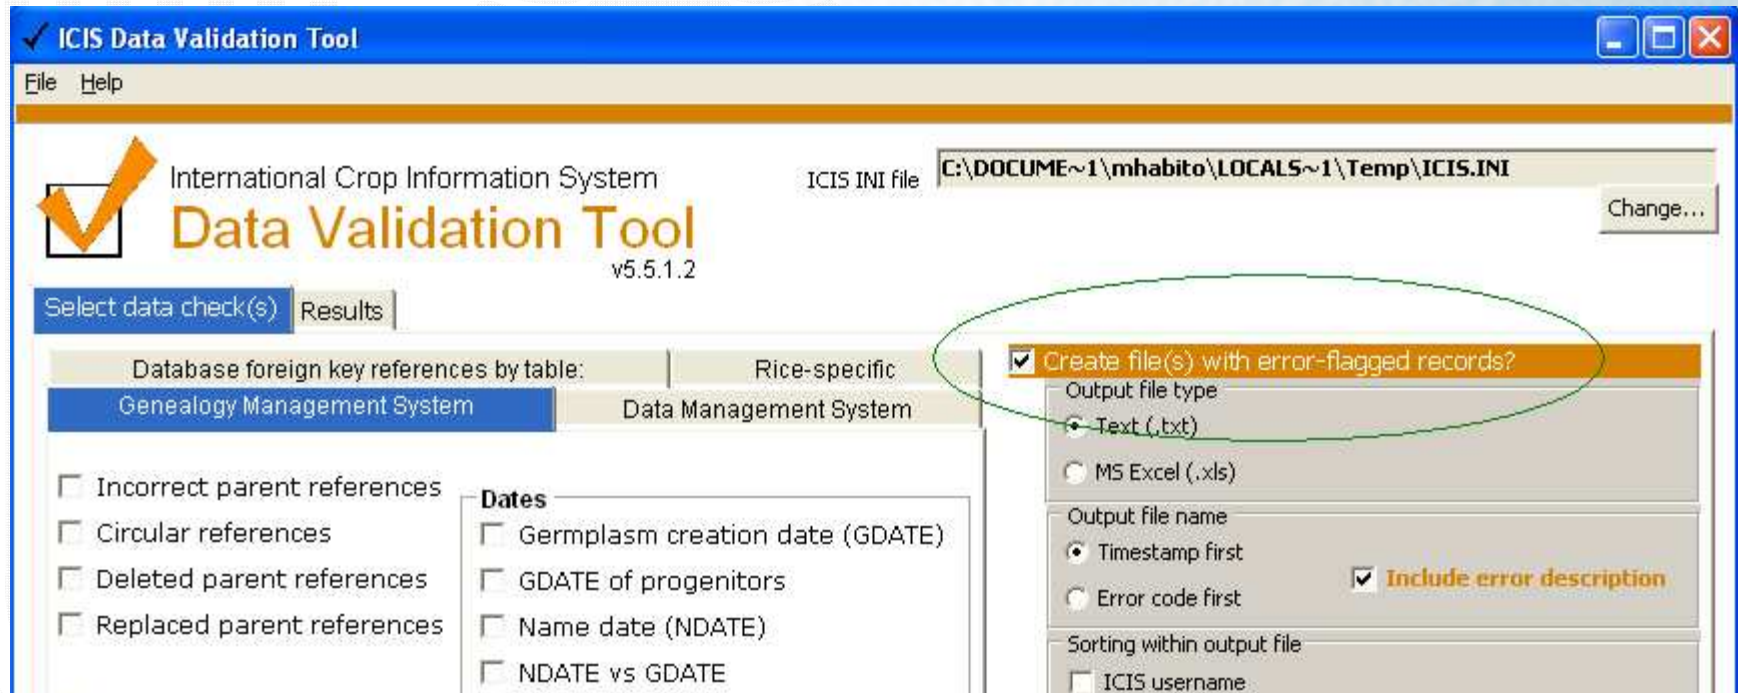 ICIS Data Validation Tool
File Help
International Crop Information System
Data Validation Tool
v5.5.1.2
ICIS INI file C:\DOCUME~1\mhabito\LOCALS~1\Temp\ICIS.INI
Change...
Select data check(s) Results
Database foreign key references by table: Rice-specific
Genealogy Management System Data Management System
Incorrect parent references
Circular references
Deleted parent references
Replaced parent references
Dates
Germplasm creation date (GDATE)
GDATE of progenitors
Name date (NDATE)
NDATE vs GDATE
Create file(s) with error-flagged records?
Output file type
Text (.txt)
MS Excel (.xls)
Output file name
Timestamp first
Error code first
Include error description
Sorting within output file
ICIS username